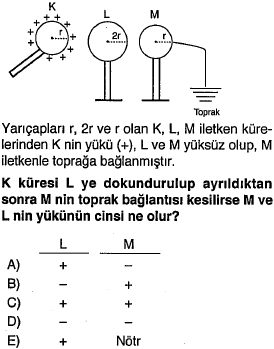 K L M
r 2r r
Toprak
Yarıçapları r, 2r ve r olan K, L, M iletken küre-
lerinden K nin yükü (+), L ve M yüksüz olup, M
iletkenle toprağa bağlanmıştır.
K küresi L ye dokundurulup ayrıldıktan
sonra M nin toprak bağlantısı kesilirse M ve
L nin yükünün cinsi ne olur?
L M
A) + –
B) – +
C) + +
D) – –
E) + Nötr